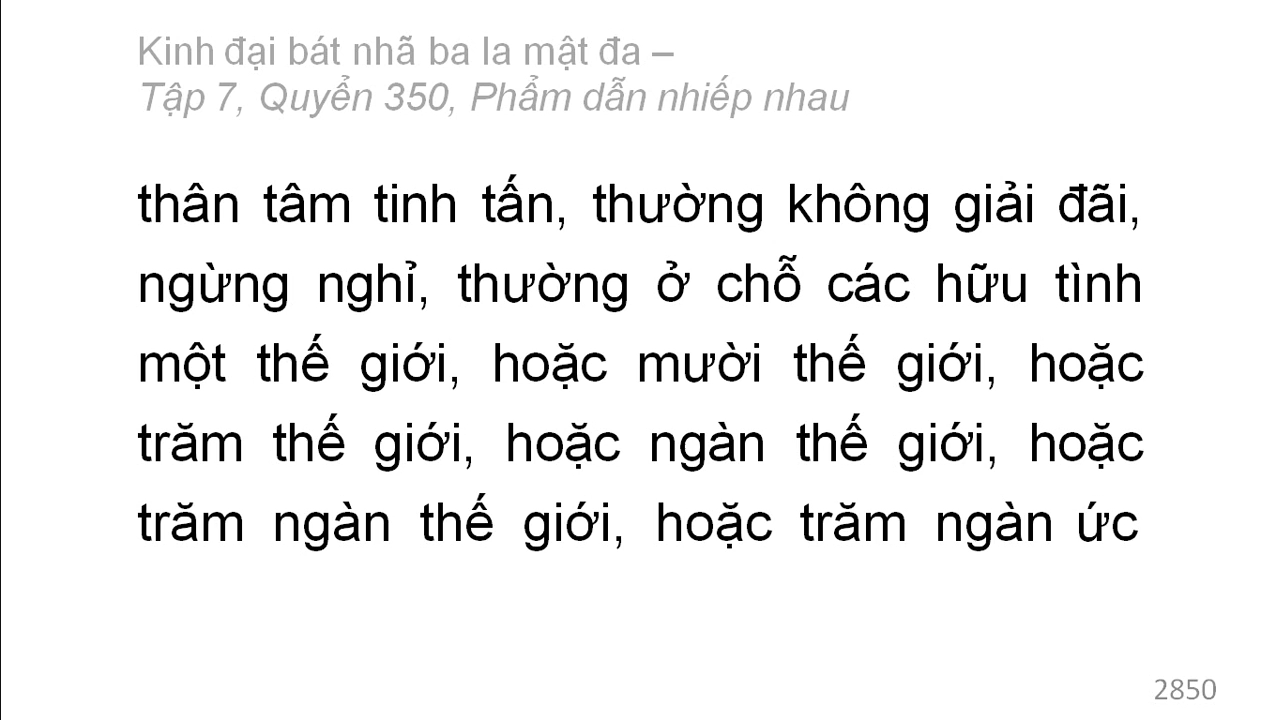 Kinh đại bát nhã ba la mật đa –
Tập 7, Quyển 350, Phẩm dẫn nhiếp nhau
thân tâm tinh tấn, thường không giải đãi,
ngừng nghỉ, thường ở chỗ các hữu tình
một thế giới, hoặc mười thế giới, hoặc
trăm thế giới, hoặc ngàn thế giới, hoặc
trăm ngàn thế giới, hoặc trăm ngàn ức
2850